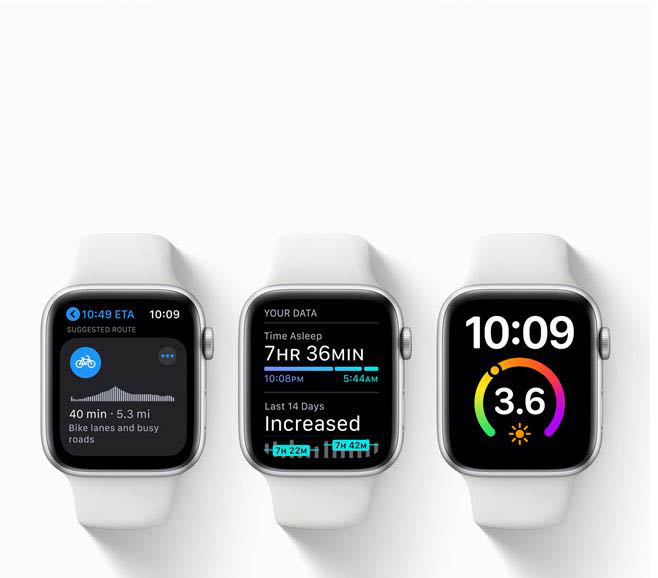 10:49 ETA 10:09
SUGGESTED ROUTE
40 min · 5.3 mi
Bike lanes and busy
roads
YOUR DATA
Time Asleep
7HR 36MIN
10:08PM 5:44AM
Last 14 Days
Increased
7H 22M 7H 42M
10:09
3.6